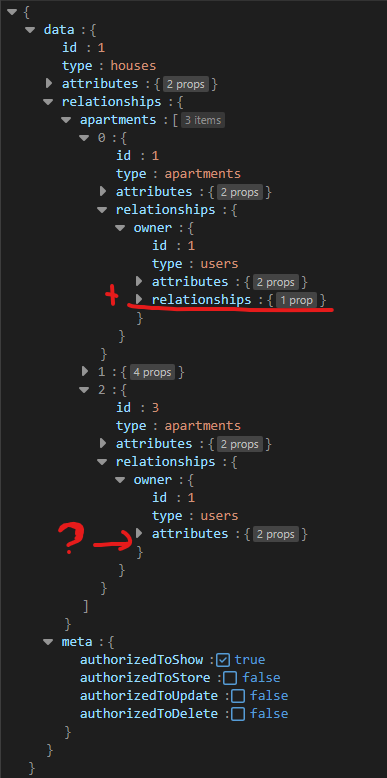 {
data :{
id : 1
type : houses
attributes :{ 2 props }
relationships :{
apartments :[ 3 items
0 :{
id : 1
type : apartments
attributes :{ 2 props }
relationships :{
owner :{
id : 1
type : users
attributes :{ 2 props }
+ relationships :{ 1 prop }
}
}
}
1 :{ 4 props }
2 :{
id : 3
type : apartments
attributes :{ 2 props }
relationships :{
owner :{
id : 1
type : users
? attributes :{ 2 props }
}
}
}
]
}
meta :{
authorizedToShow : true
authorizedToStore : false
authorizedToUpdate : false
authorizedToDelete : false
}
}
}